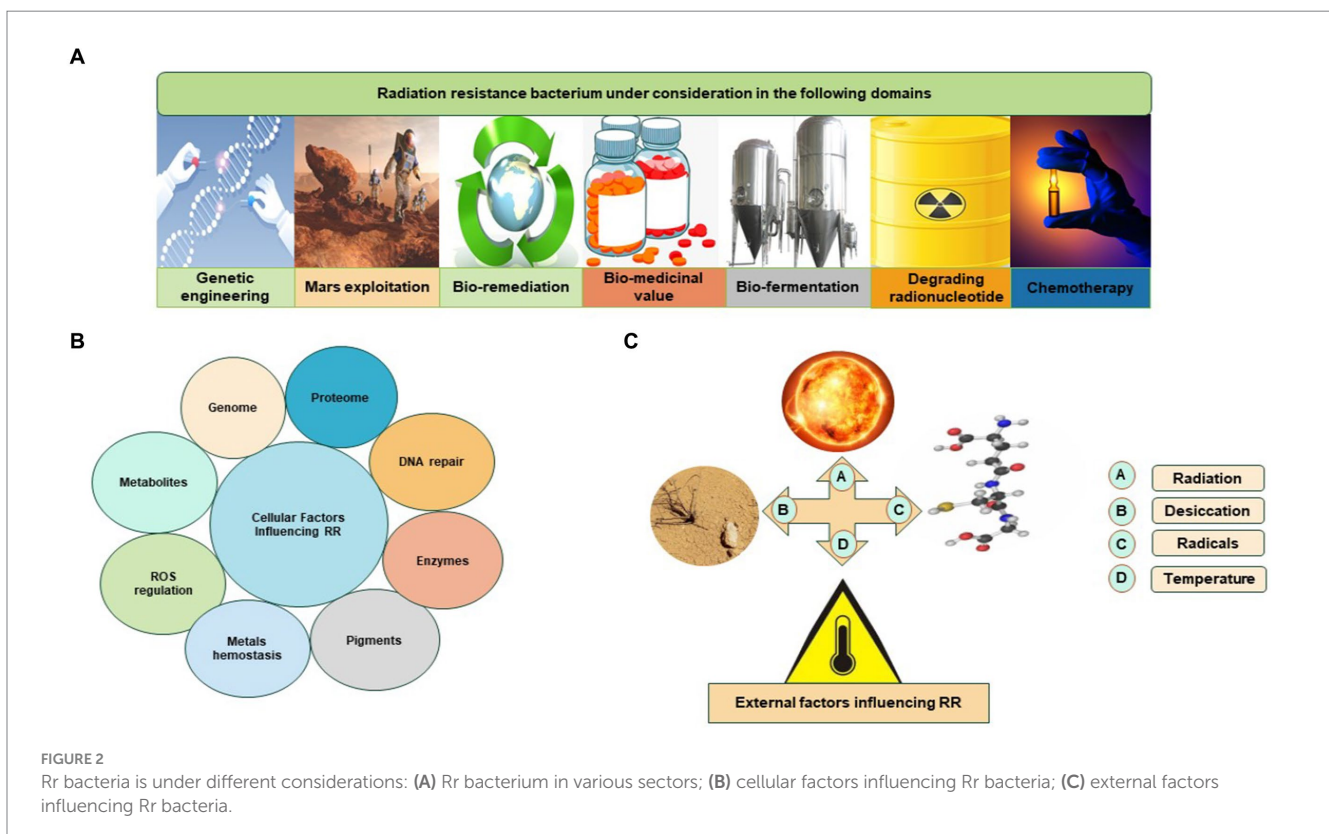 A
Radiation resistance bacterium under consideration in the following domains
Genetic
engineering
Mars exploitation
Bio-remediation
Bio-medicinal
value
Bio-fermentation
Degrading
radionucleotide
Chemotherapy
B
Genome
Proteome
DNA repair
Enzymes
Pigments
Metals
hemostasis
ROS
regulation
Metabolites
Cellular Factors
Influencing RR
C
A
B
C
D
External factors influencing RR
A Radiation
B Desiccation
C Radicals
D Temperature
FIGURE 2
Rr bacteria is under different considerations: (A) Rr bacterium in various sectors; (B) cellular factors influencing Rr bacteria; (C) external factors
influencing Rr bacteria.